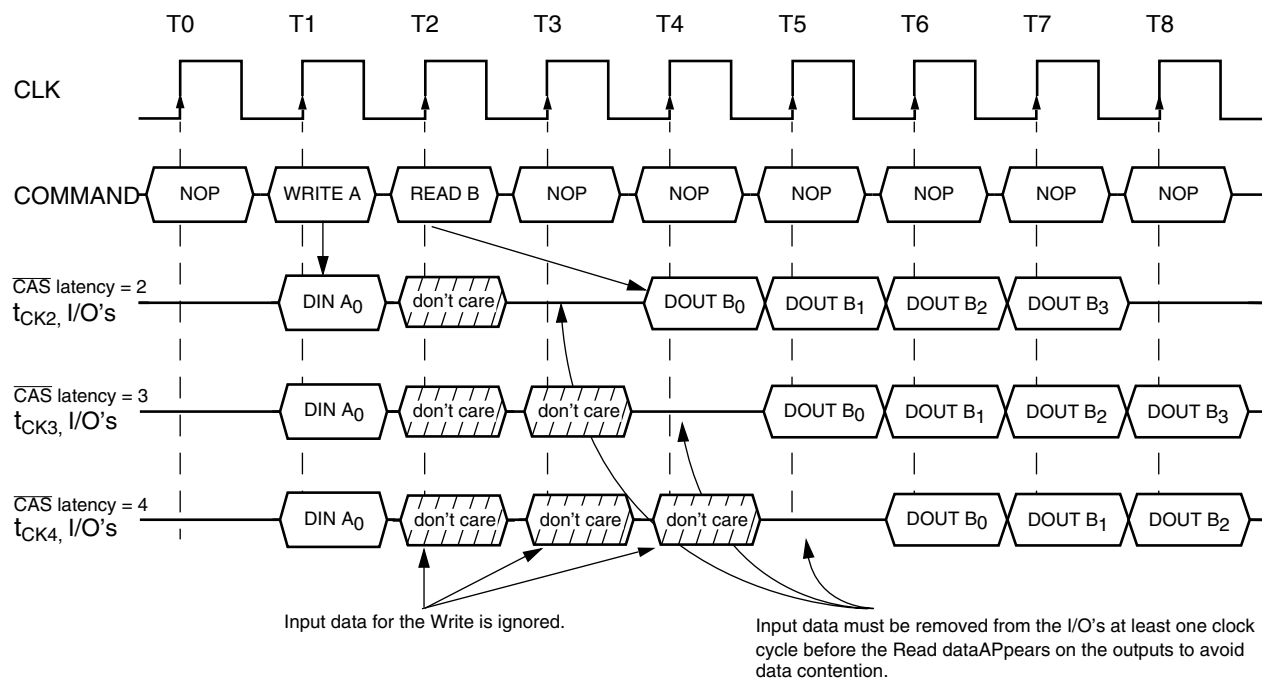 T0 T1 T2 T3 T4 T5 T6 T7 T8
CLK
COMMAND NOP WRITE A READ B NOP NOP NOP NOP NOP NOP
CAS latency = 2
tCK2, I/O's DIN A0 don't care DOUT B0 DOUT B1 DOUT B2 DOUT B3
CAS latency = 3
tCK3, I/O's DIN A0 don't care don't care DOUT B0 DOUT B1 DOUT B2 DOUT B3
CAS latency = 4
tCK4, I/O's DIN A0 don't care don't care don't care DOUT B0 DOUT B1 DOUT B2
Input data for the Write is ignored.
Input data must be removed from the I/O's at least one clock
cycle before the Read dataAPpears on the outputs to avoid
data contention.